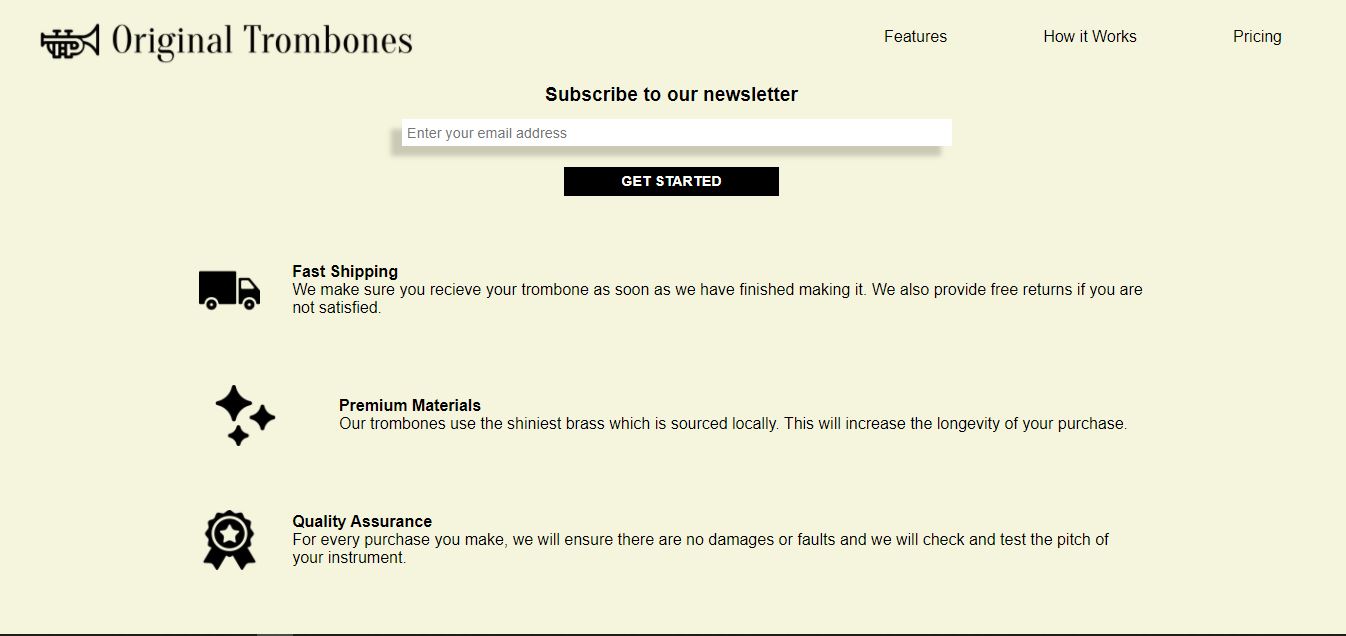 Original Trombones
Features
How it Works
Pricing
Subscribe to our newsletter
Enter your email address
GET STARTED
Fast Shipping
We make sure you recieve your trombone as soon as we have finished making it. We also provide free returns if you are
not satisfied.
Premium Materials
Our trombones use the shiniest brass which is sourced locally. This will increase the longevity of your purchase.
Quality Assurance
For every purchase you make, we will ensure there are no damages or faults and we will check and test the pitch of
your instrument.